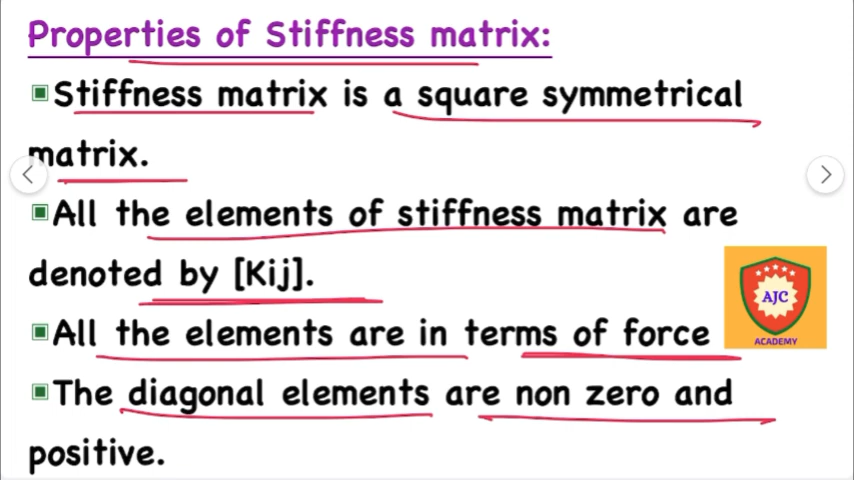 Properties of Stiffness matrix:
Stiffness matrix is a square symmetrical
matrix.
All the elements of stiffness matrix are
denoted by [Kij].
All the elements are in terms of force
The diagonal elements are non zero and
positive.
AJC
ACADEMY